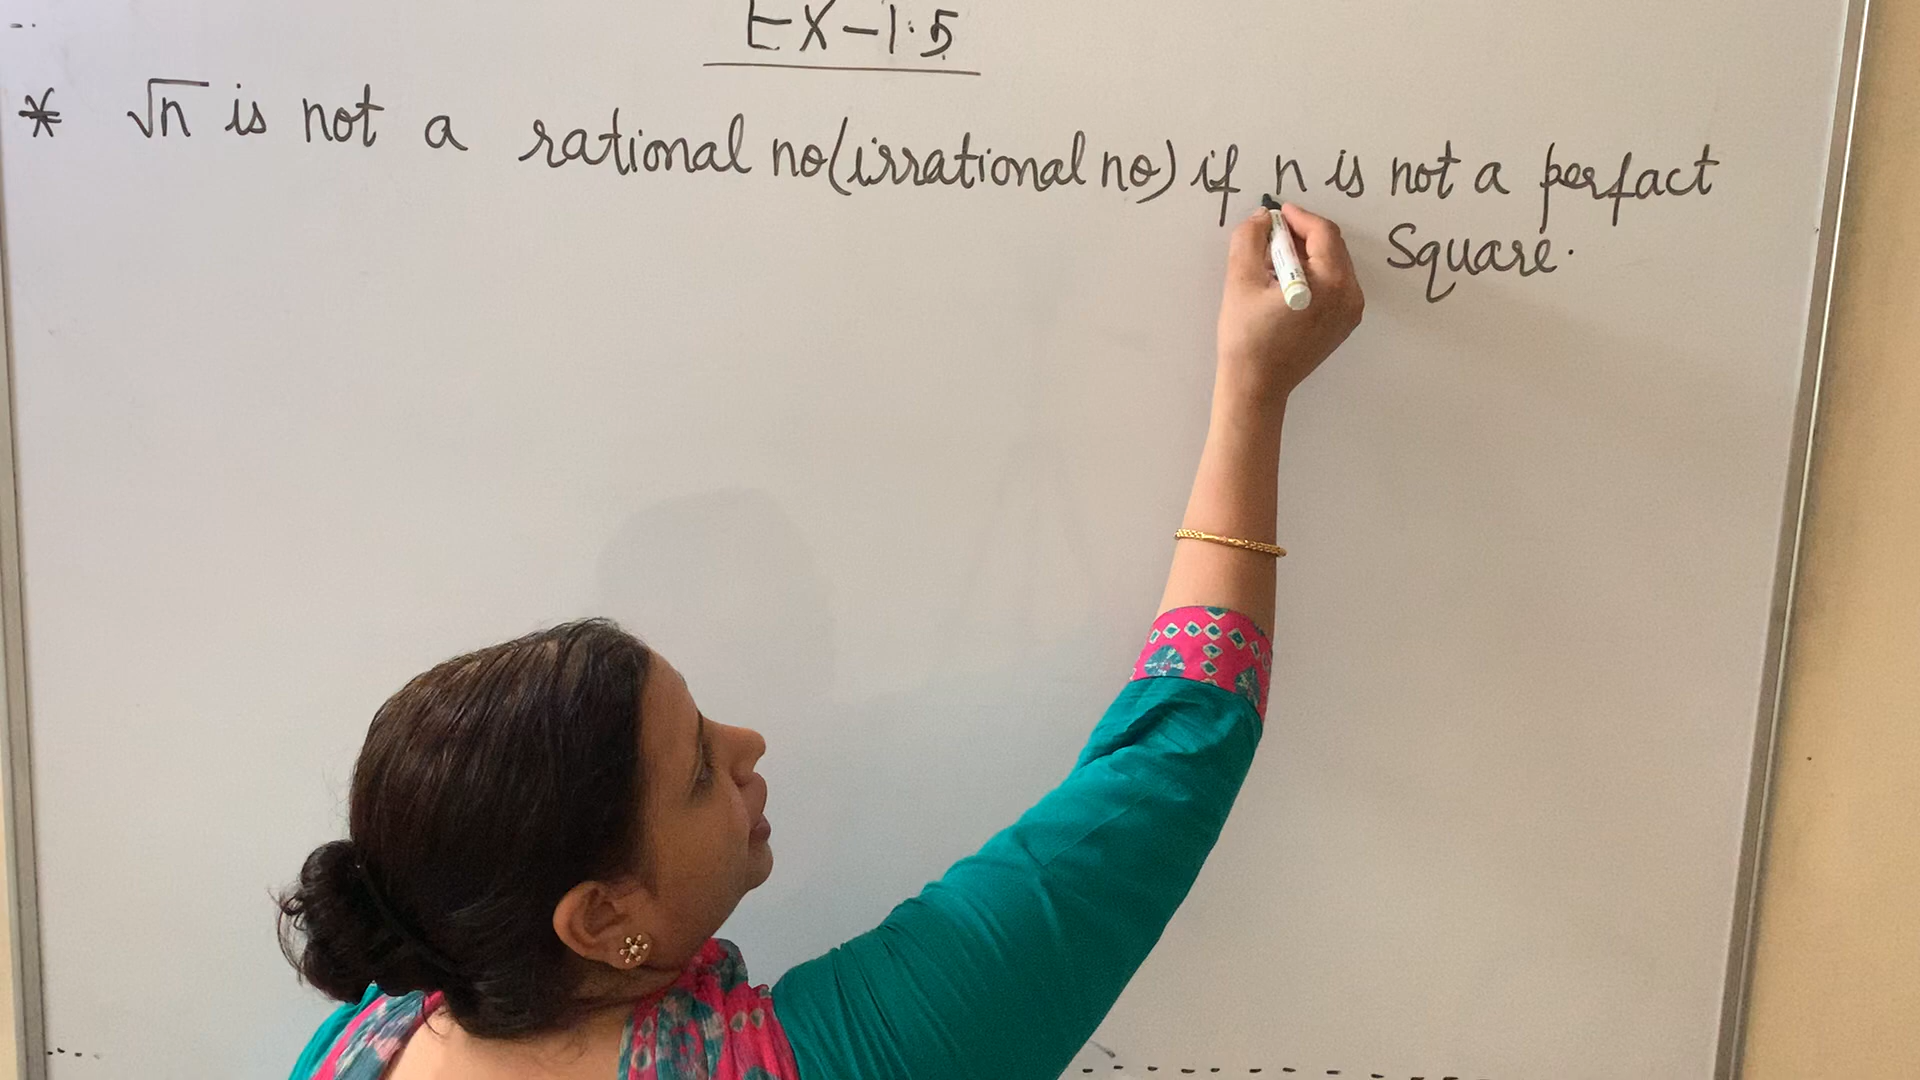 Ex-1.5
* √n is not a rational no(irrational no) if n is not a perfact
Square.